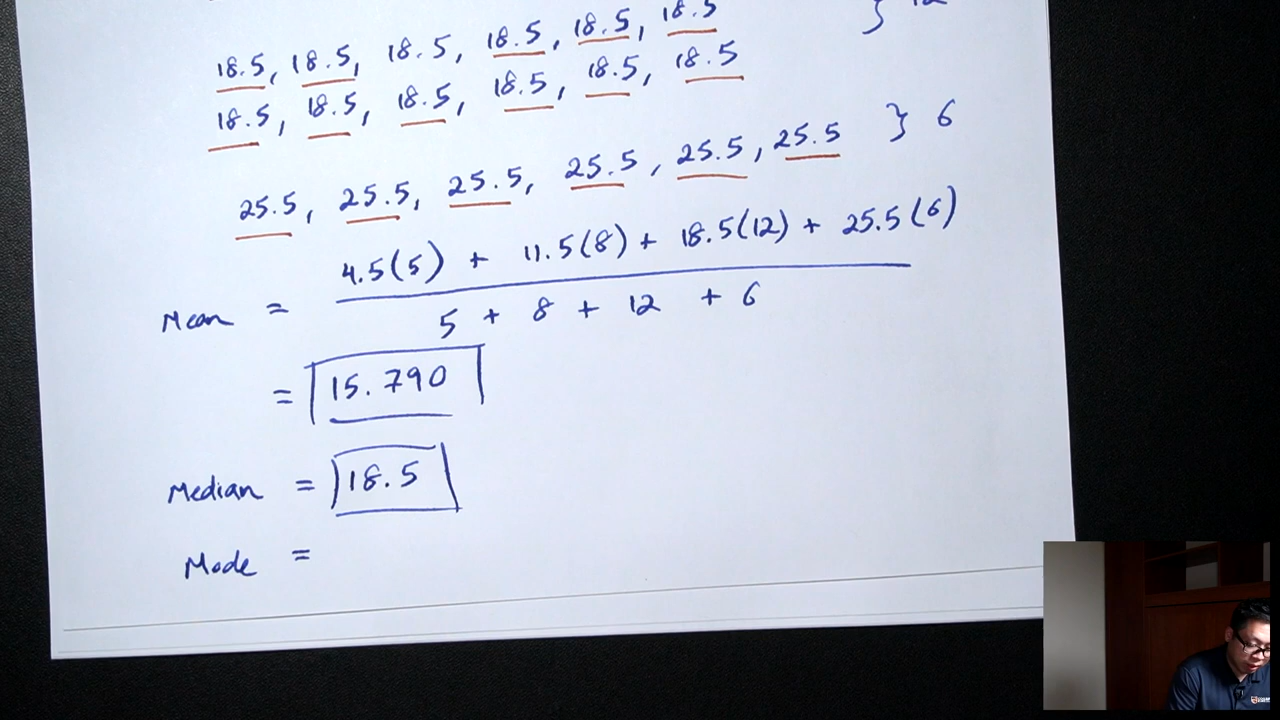 18.5, 18.5, 18.5, 18.5, 18.5, 18.5 } 12
18.5, 18.5, 18.5, 18.5, 18.5, 18.5
25.5, 25.5, 25.5, 25.5, 25.5, 25.5 } 6
4.5(5) + 11.5(8) + 18.5(12) + 25.5(6)
Mean =
5 + 8 + 12 + 6
= 15.790
Median = 18.5
Mode =